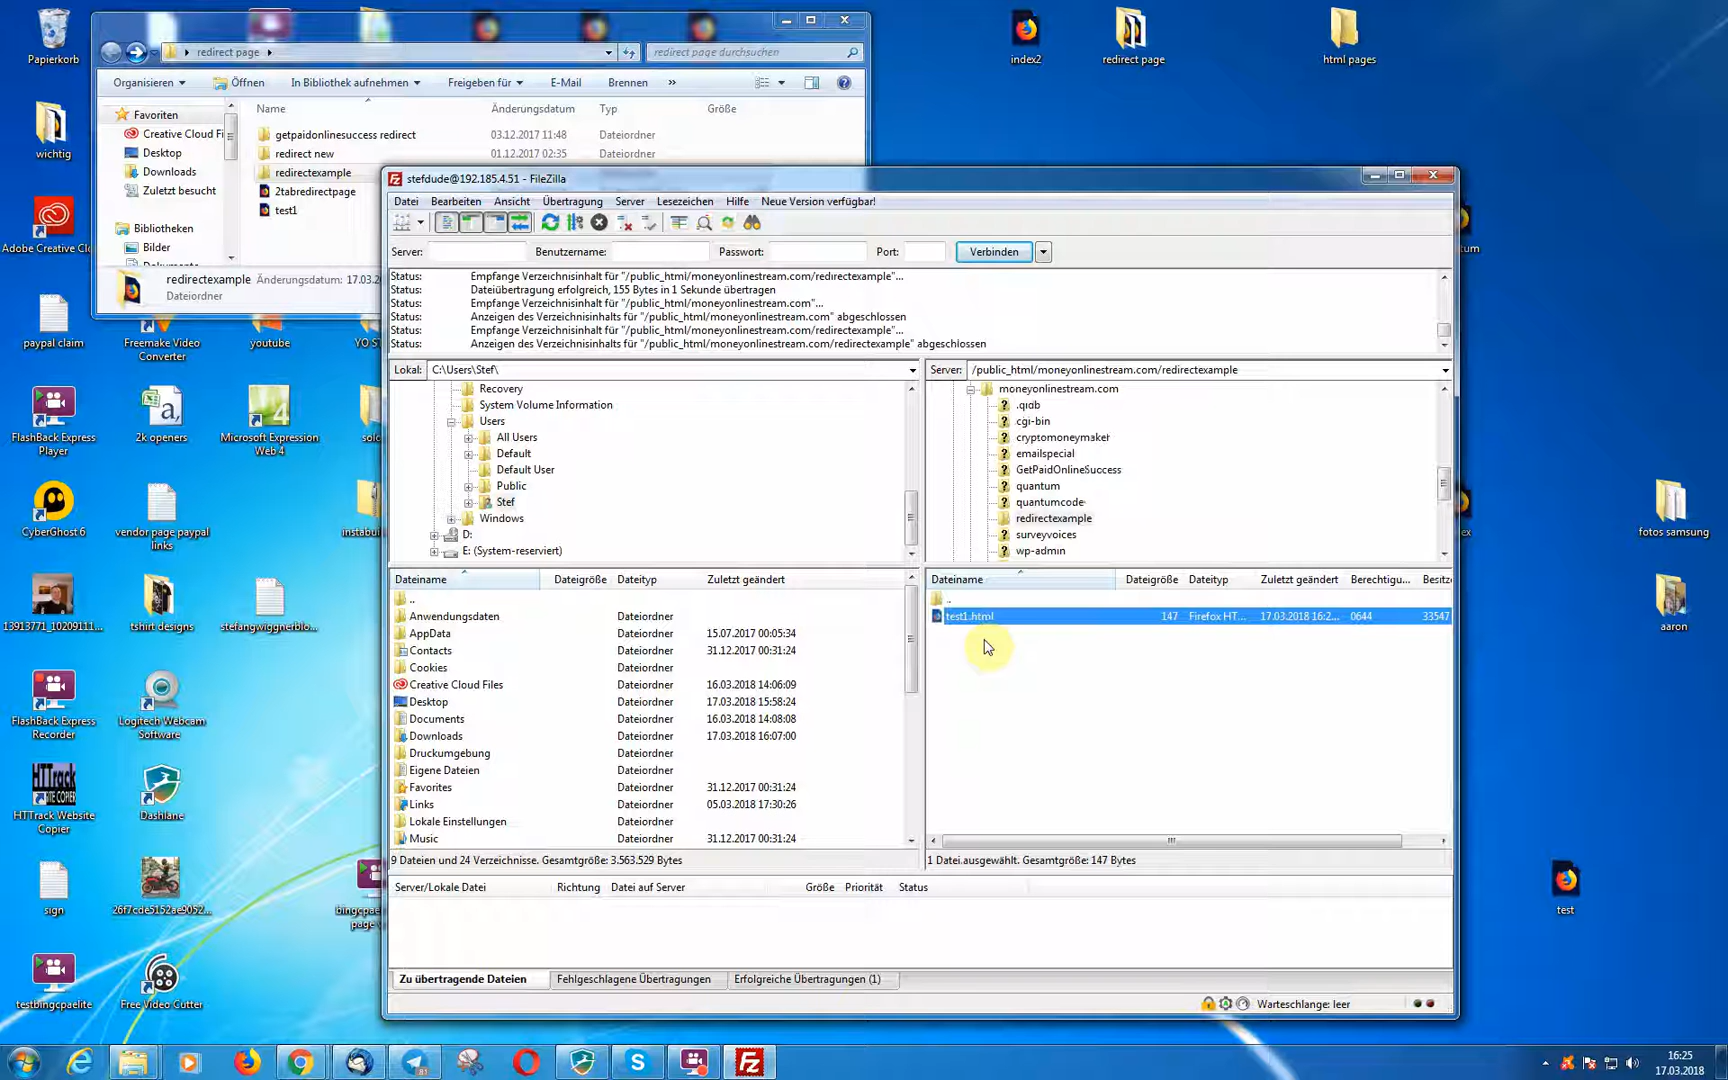 Papierkorb
wichtig
Adobe Creative Clo
paypal claim
Freemake Video
Converter
youtube
YO S
FlashBack Express
Player
2k openers
Microsoft Expression
Web 4
solo
CyberGhost 6
vendor page paypal
links
instabu
13913771_10209111...
tshirt designs
stefangwiggnerblo...
FlashBack Express
Recorder
Logitech Webcam
Software
HTTrack Website
Copier
Dashlane
sign
26f7cde5152ae9052...
bingcpaeli
page v
testbingcpaelite
Free Video Cutter
index2
redirect page
html pages
fotos samsung
aaron
test
redirect page
redirect page durchsuchen
Organisieren
Öffnen
In Bibliothek aufnehmen
Freigeben für
E-Mail
Brennen
»
Favoriten
Creative Cloud Fi
Desktop
Downloads
Zuletzt besucht
Bibliotheken
Bilder
Name Änderungsdatum Typ Größe
getpaidonlinesuccess redirect 03.12.2017 11:48 Dateiordner
redirect new 01.12.2017 02:35 Dateiordner
redirectexample
2tabredirectpage
test1
redirectexample Änderungsdatum: 17.03.2
Dateiordner
stefdude@192.185.4.51 - FileZilla
Datei Bearbeiten Ansicht Übertragung Server Lesezeichen Hilfe Neue Version verfügbar!
Server: Benutzername: Passwort: Port: Verbinden
Status: Empfange Verzeichnisinhalt für "/public_html/moneyonlinestream.com/redirectexample"...
Status: Dateiübertragung erfolgreich, 155 Bytes in 1 Sekunde übertragen
Status: Empfange Verzeichnisinhalt für "/public_html/moneyonlinestream.com"...
Status: Anzeigen des Verzeichnisinhalts für "/public_html/moneyonlinestream.com" abgeschlossen
Status: Empfange Verzeichnisinhalt für "/public_html/moneyonlinestream.com/redirectexample"...
Status: Anzeigen des Verzeichnisinhalts für "/public_html/moneyonlinestream.com/redirectexample" abgeschlossen
Lokal: C:\Users\Stef\
Recovery
System Volume Information
Users
All Users
Default
Default User
Public
Stef
Windows
D:
E: (System-reserviert)
Server: /public_html/moneyonlinestream.com/redirectexample
moneyonlinestream.com
.qidb
cgi-bin
cryptomoneymaker
emailspecial
GetPaidOnlineSuccess
quantum
quantumcode
redirectexample
surveyvoices
wp-admin
Dateiname Dateigröße Dateityp Zuletzt geändert
..
Anwendungsdaten Dateiordner
AppData Dateiordner 15.07.2017 00:05:34
Contacts Dateiordner 31.12.2017 00:31:24
Cookies Dateiordner
Creative Cloud Files Dateiordner 16.03.2018 14:06:09
Desktop Dateiordner 17.03.2018 15:58:24
Documents Dateiordner 16.03.2018 14:08:08
Downloads Dateiordner 17.03.2018 16:07:00
Druckumgebung Dateiordner
Eigene Dateien Dateiordner
Favorites Dateiordner 31.12.2017 00:31:24
Links Dateiordner 05.03.2018 17:30:26
Lokale Einstellungen Dateiordner
Music Dateiordner 31.12.2017 00:31:24
9 Dateien und 24 Verzeichnisse. Gesamtgröße: 3.563.529 Bytes
Dateiname Dateigröße Dateityp Zuletzt geändert Berechtigu... Besitze
..
test1.html 147 Firefox HT... 17.03.2018 16:2... 0644 33547
1 Datei ausgewählt. Gesamtgröße: 147 Bytes
Server/Lokale Datei Richtung Datei auf Server Größe Priorität Status
Zu übertragende Dateien Fehlgeschlagene Übertragungen Erfolgreiche Übertragungen (1)
Warteschlange: leer
81
16:25
17.03.2018